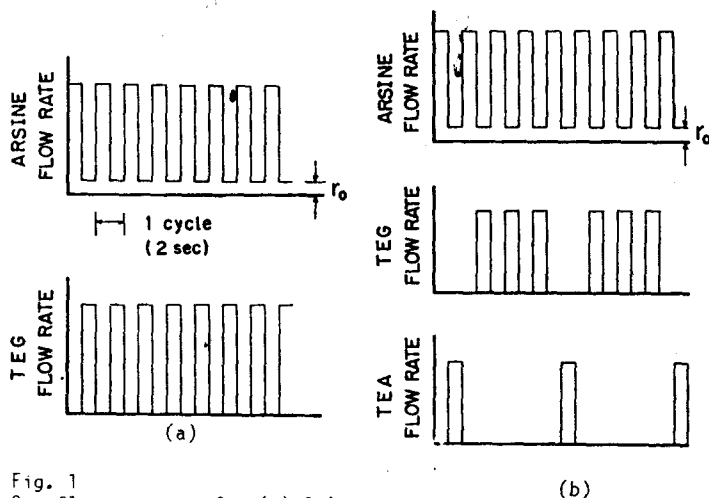 ARSINE
FLOW RATE
r₀
1 cycle
(2 sec)
TEG
FLOW RATE
(a)
ARSINE
FLOW RATE
r₀
TEG
FLOW RATE
TEA
FLOW RATE
(b)
Fig. 1